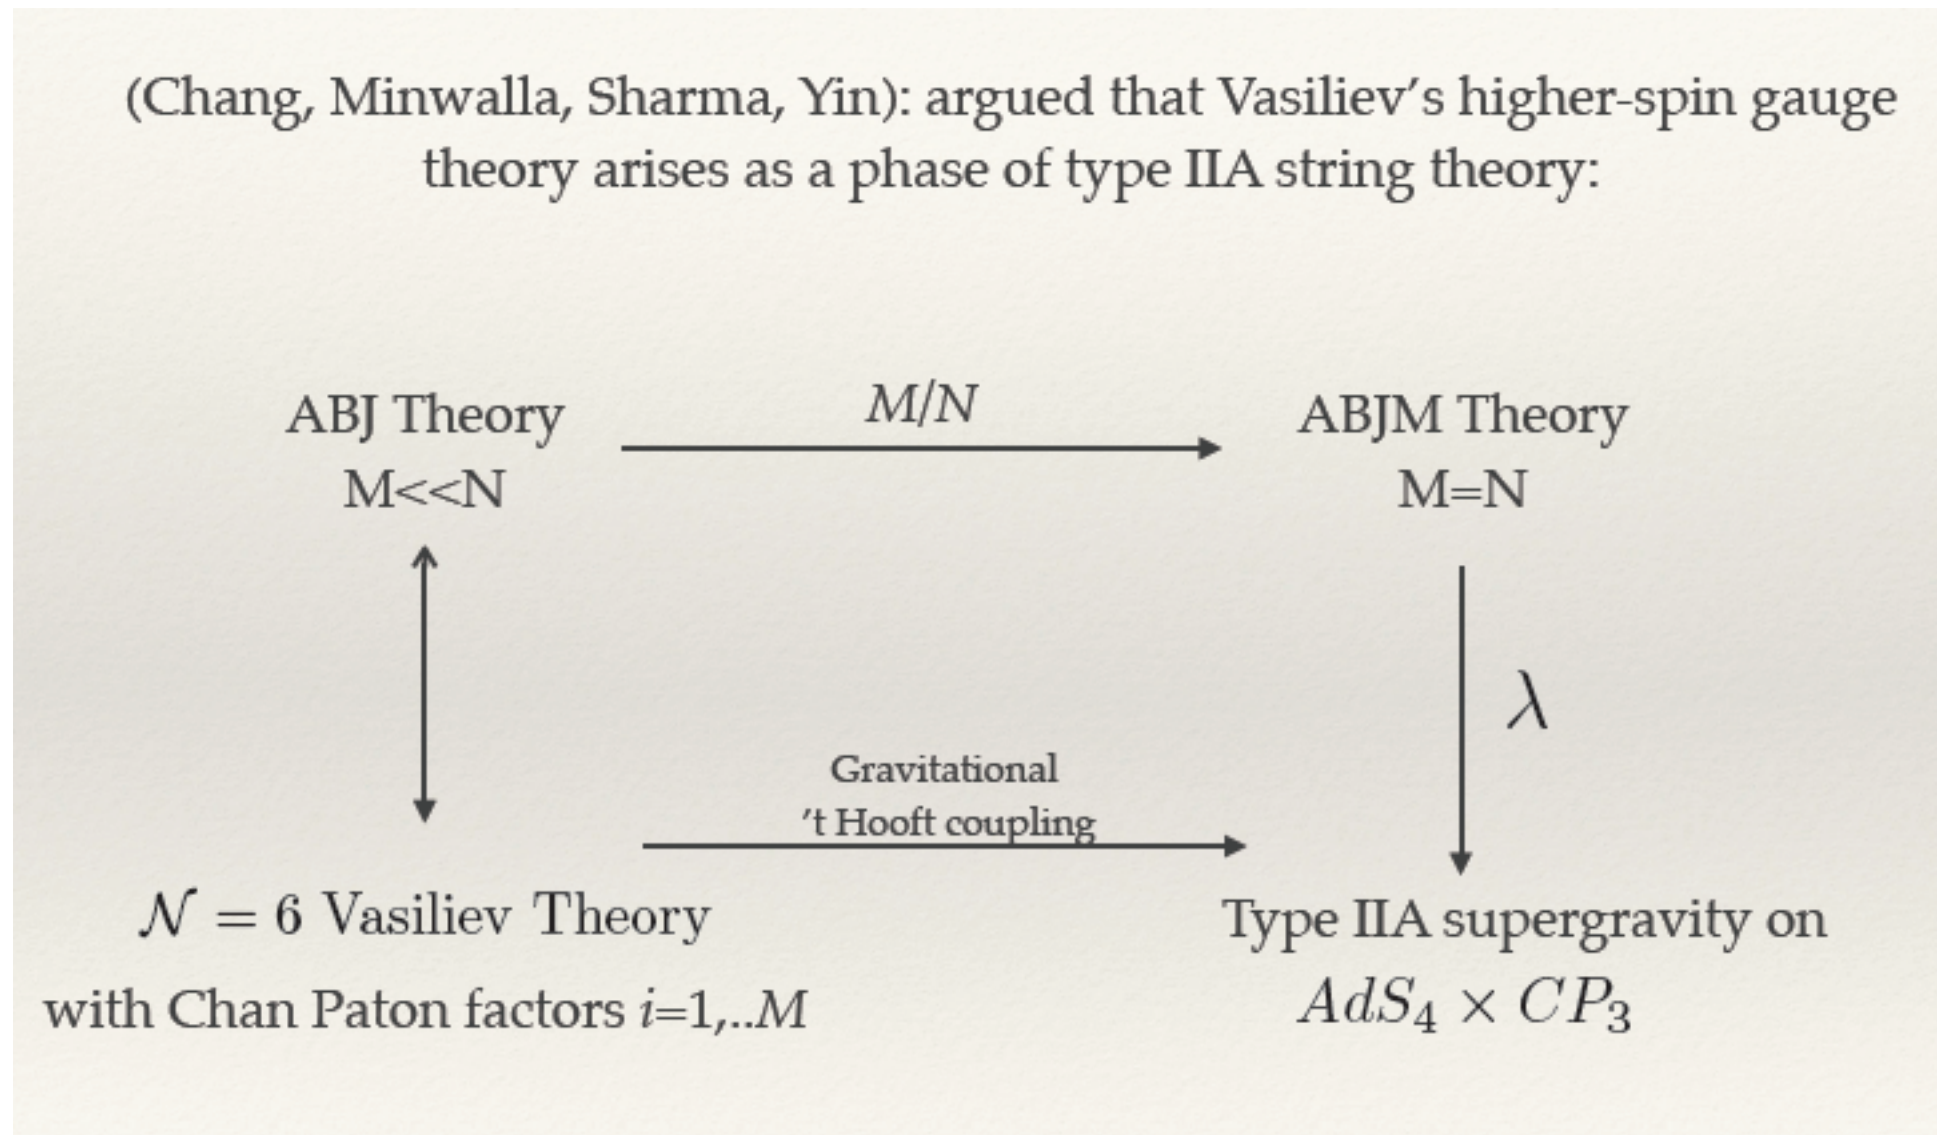 (Chang, Minwalla, Sharma, Yin): argued that Vasiliev’s higher-spin gauge
theory arises as a phase of type IIA string theory:
ABJ Theory
M<<N
M/N
ABJM Theory
M=N
λ
Gravitational
’t Hooft coupling
𝒩 = 6 Vasiliev Theory
with Chan Paton factors i=1,..M
Type IIA supergravity on
AdS₄ × CP₃